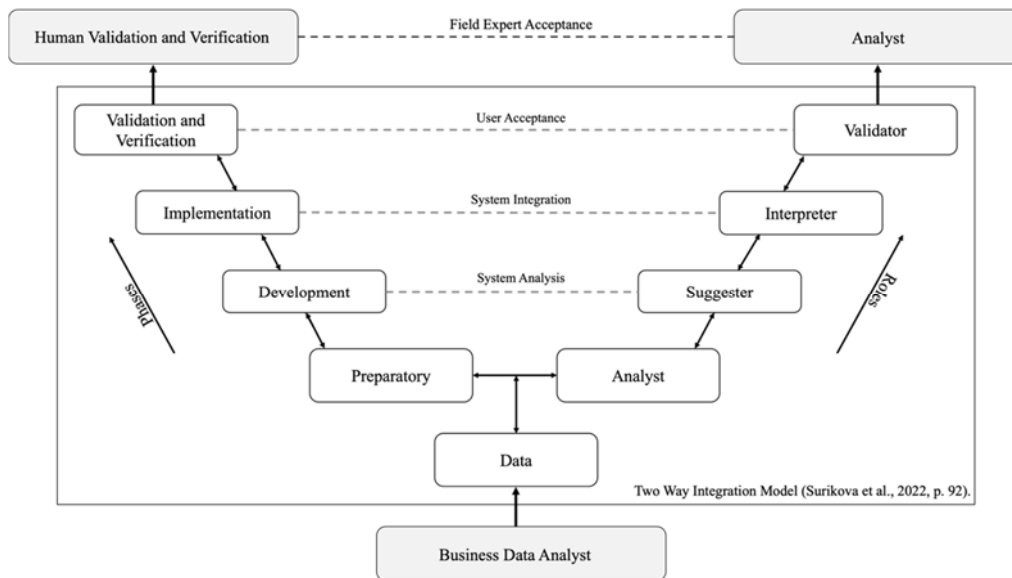 Human Validation and Verification
Field Expert Acceptance
Analyst
Validation and
Verification
User Acceptance
Validator
Implementation
System Integration
Interpreter
Phases
Development
System Analysis
Suggester
Roles
Preparatory
Analyst
Data
Two Way Integration Model (Surikova et al., 2022, p. 92).
Business Data Analyst